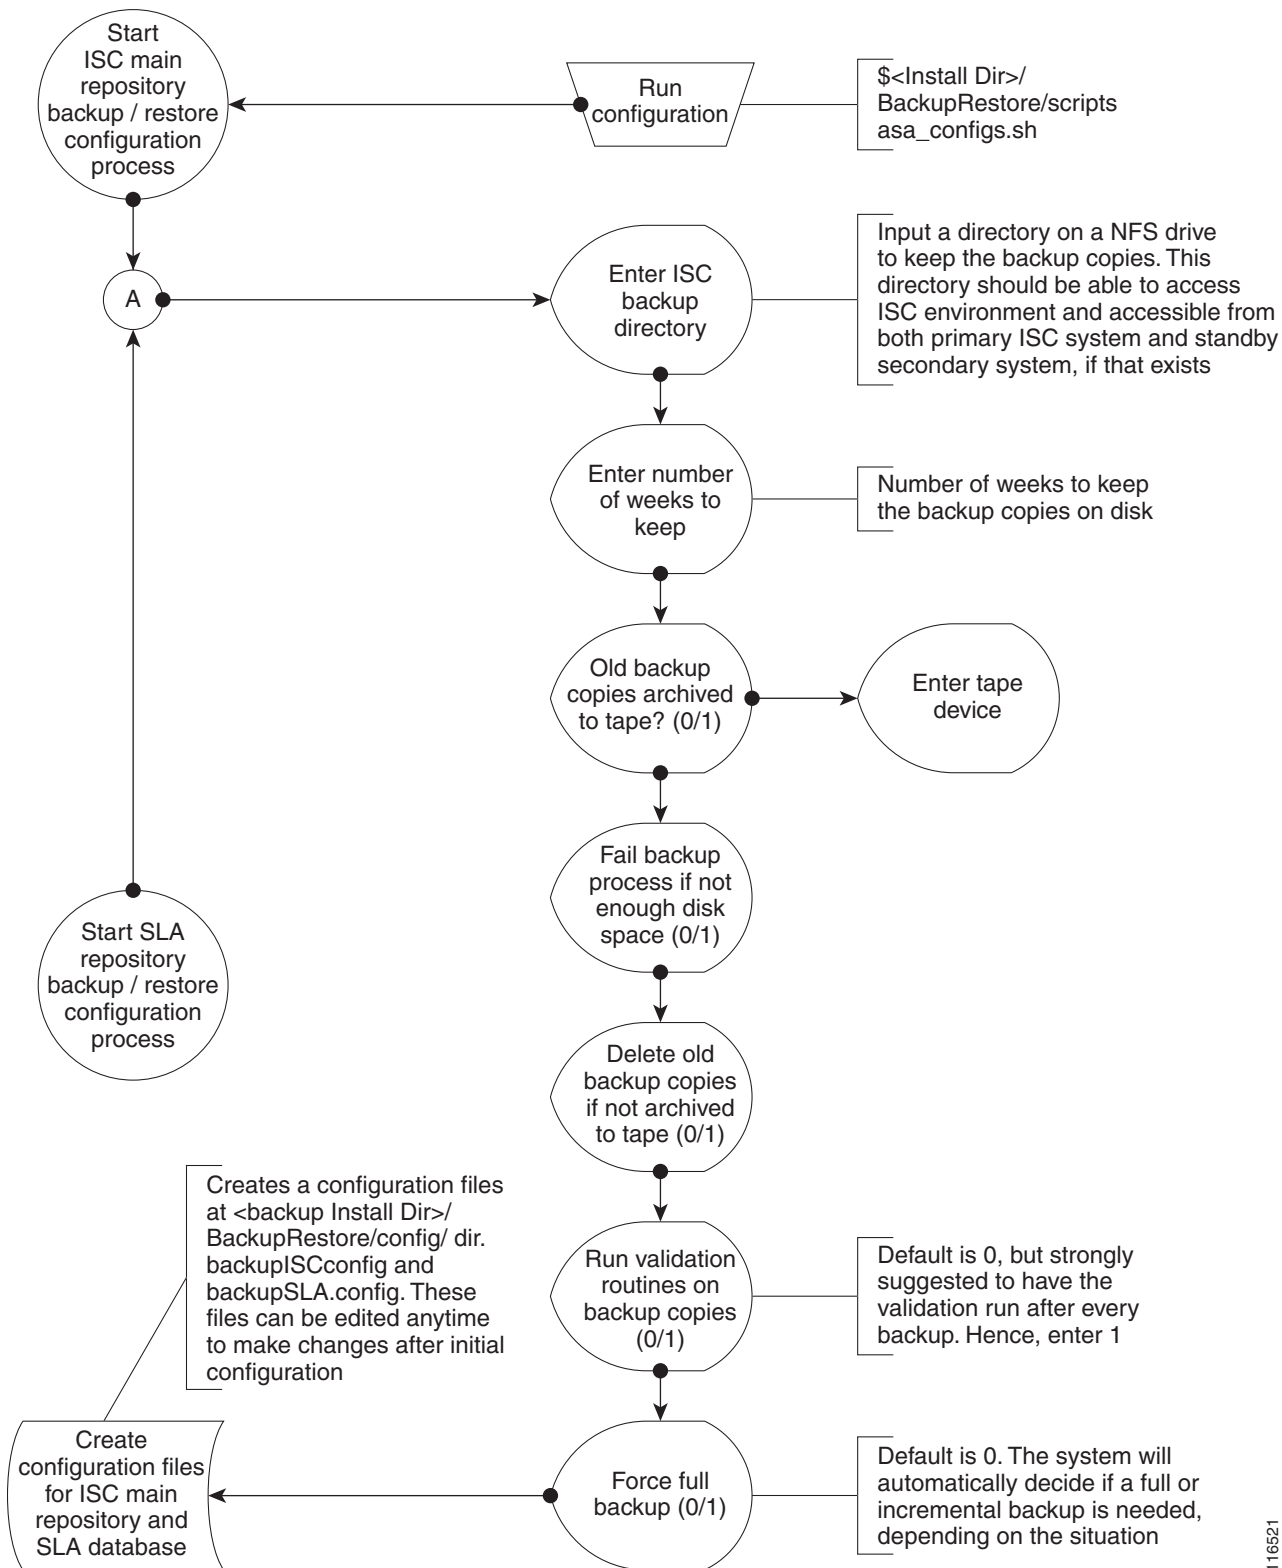 Start
ISC main
repository
backup / restore
configuration
process
Run
configuration
$<Install Dir>/
BackupRestore/scripts
asa_configs.sh
A
Enter ISC
backup
directory
Input a directory on a NFS drive
to keep the backup copies. This
directory should be able to access
ISC environment and accessible from
both primary ISC system and standby
secondary system, if that exists
Enter number
of weeks to
keep
Number of weeks to keep
the backup copies on disk
Old backup
copies archived
to tape? (0/1)
Enter tape
device
Fail backup
process if not
enough disk
space (0/1)
Start SLA
repository
backup / restore
configuration
process
Delete old
backup copies
if not archived
to tape (0/1)
Creates a configuration files
at <backup Install Dir>/
BackupRestore/config/ dir.
backupISCconfig and
backupSLA.config. These
files can be edited anytime
to make changes after initial
configuration
Run validation
routines on
backup copies
(0/1)
Default is 0, but strongly
suggested to have the
validation run after every
backup. Hence, enter 1
Create
configuration files
for ISC main
repository and
SLA database
Force full
backup (0/1)
Default is 0. The system will
automatically decide if a full or
incremental backup is needed,
depending on the situation
116521